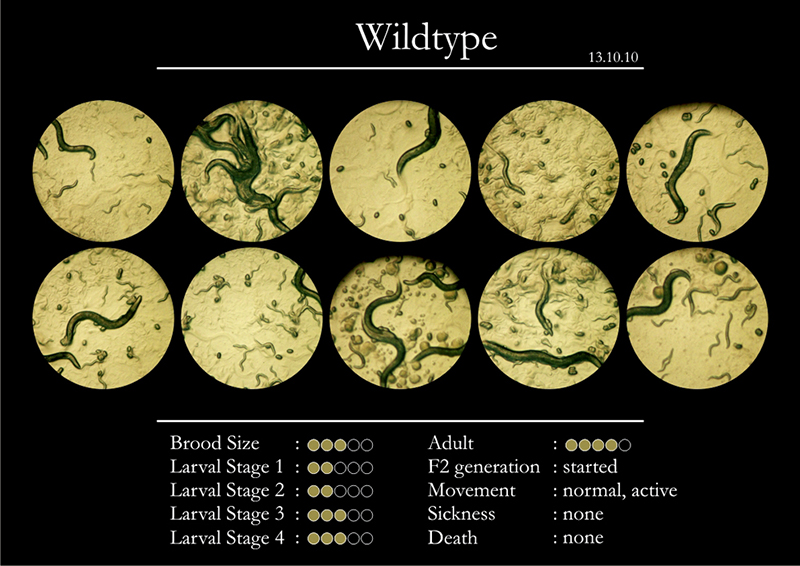 Wildtype
13.10.10
Brood Size :
Larval Stage 1 :
Larval Stage 2 :
Larval Stage 3 :
Larval Stage 4 :
Adult :
F2 generation : started
Movement : normal, active
Sickness : none
Death : none